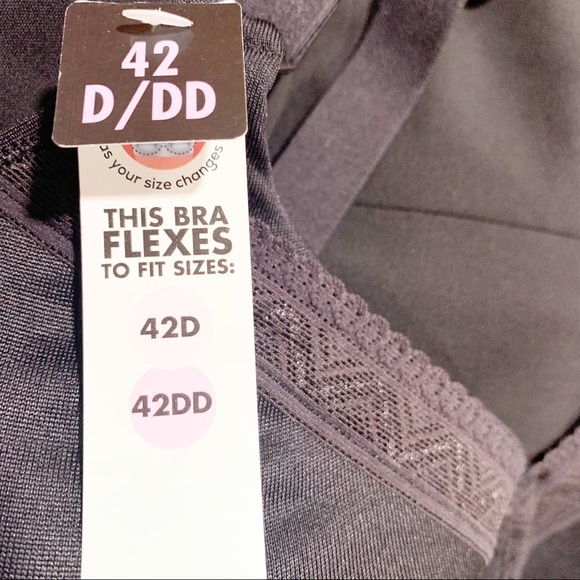 42
D/DD
as your size changes
THIS BRA
FLEXES
TO FIT SIZES:
42D
42DD